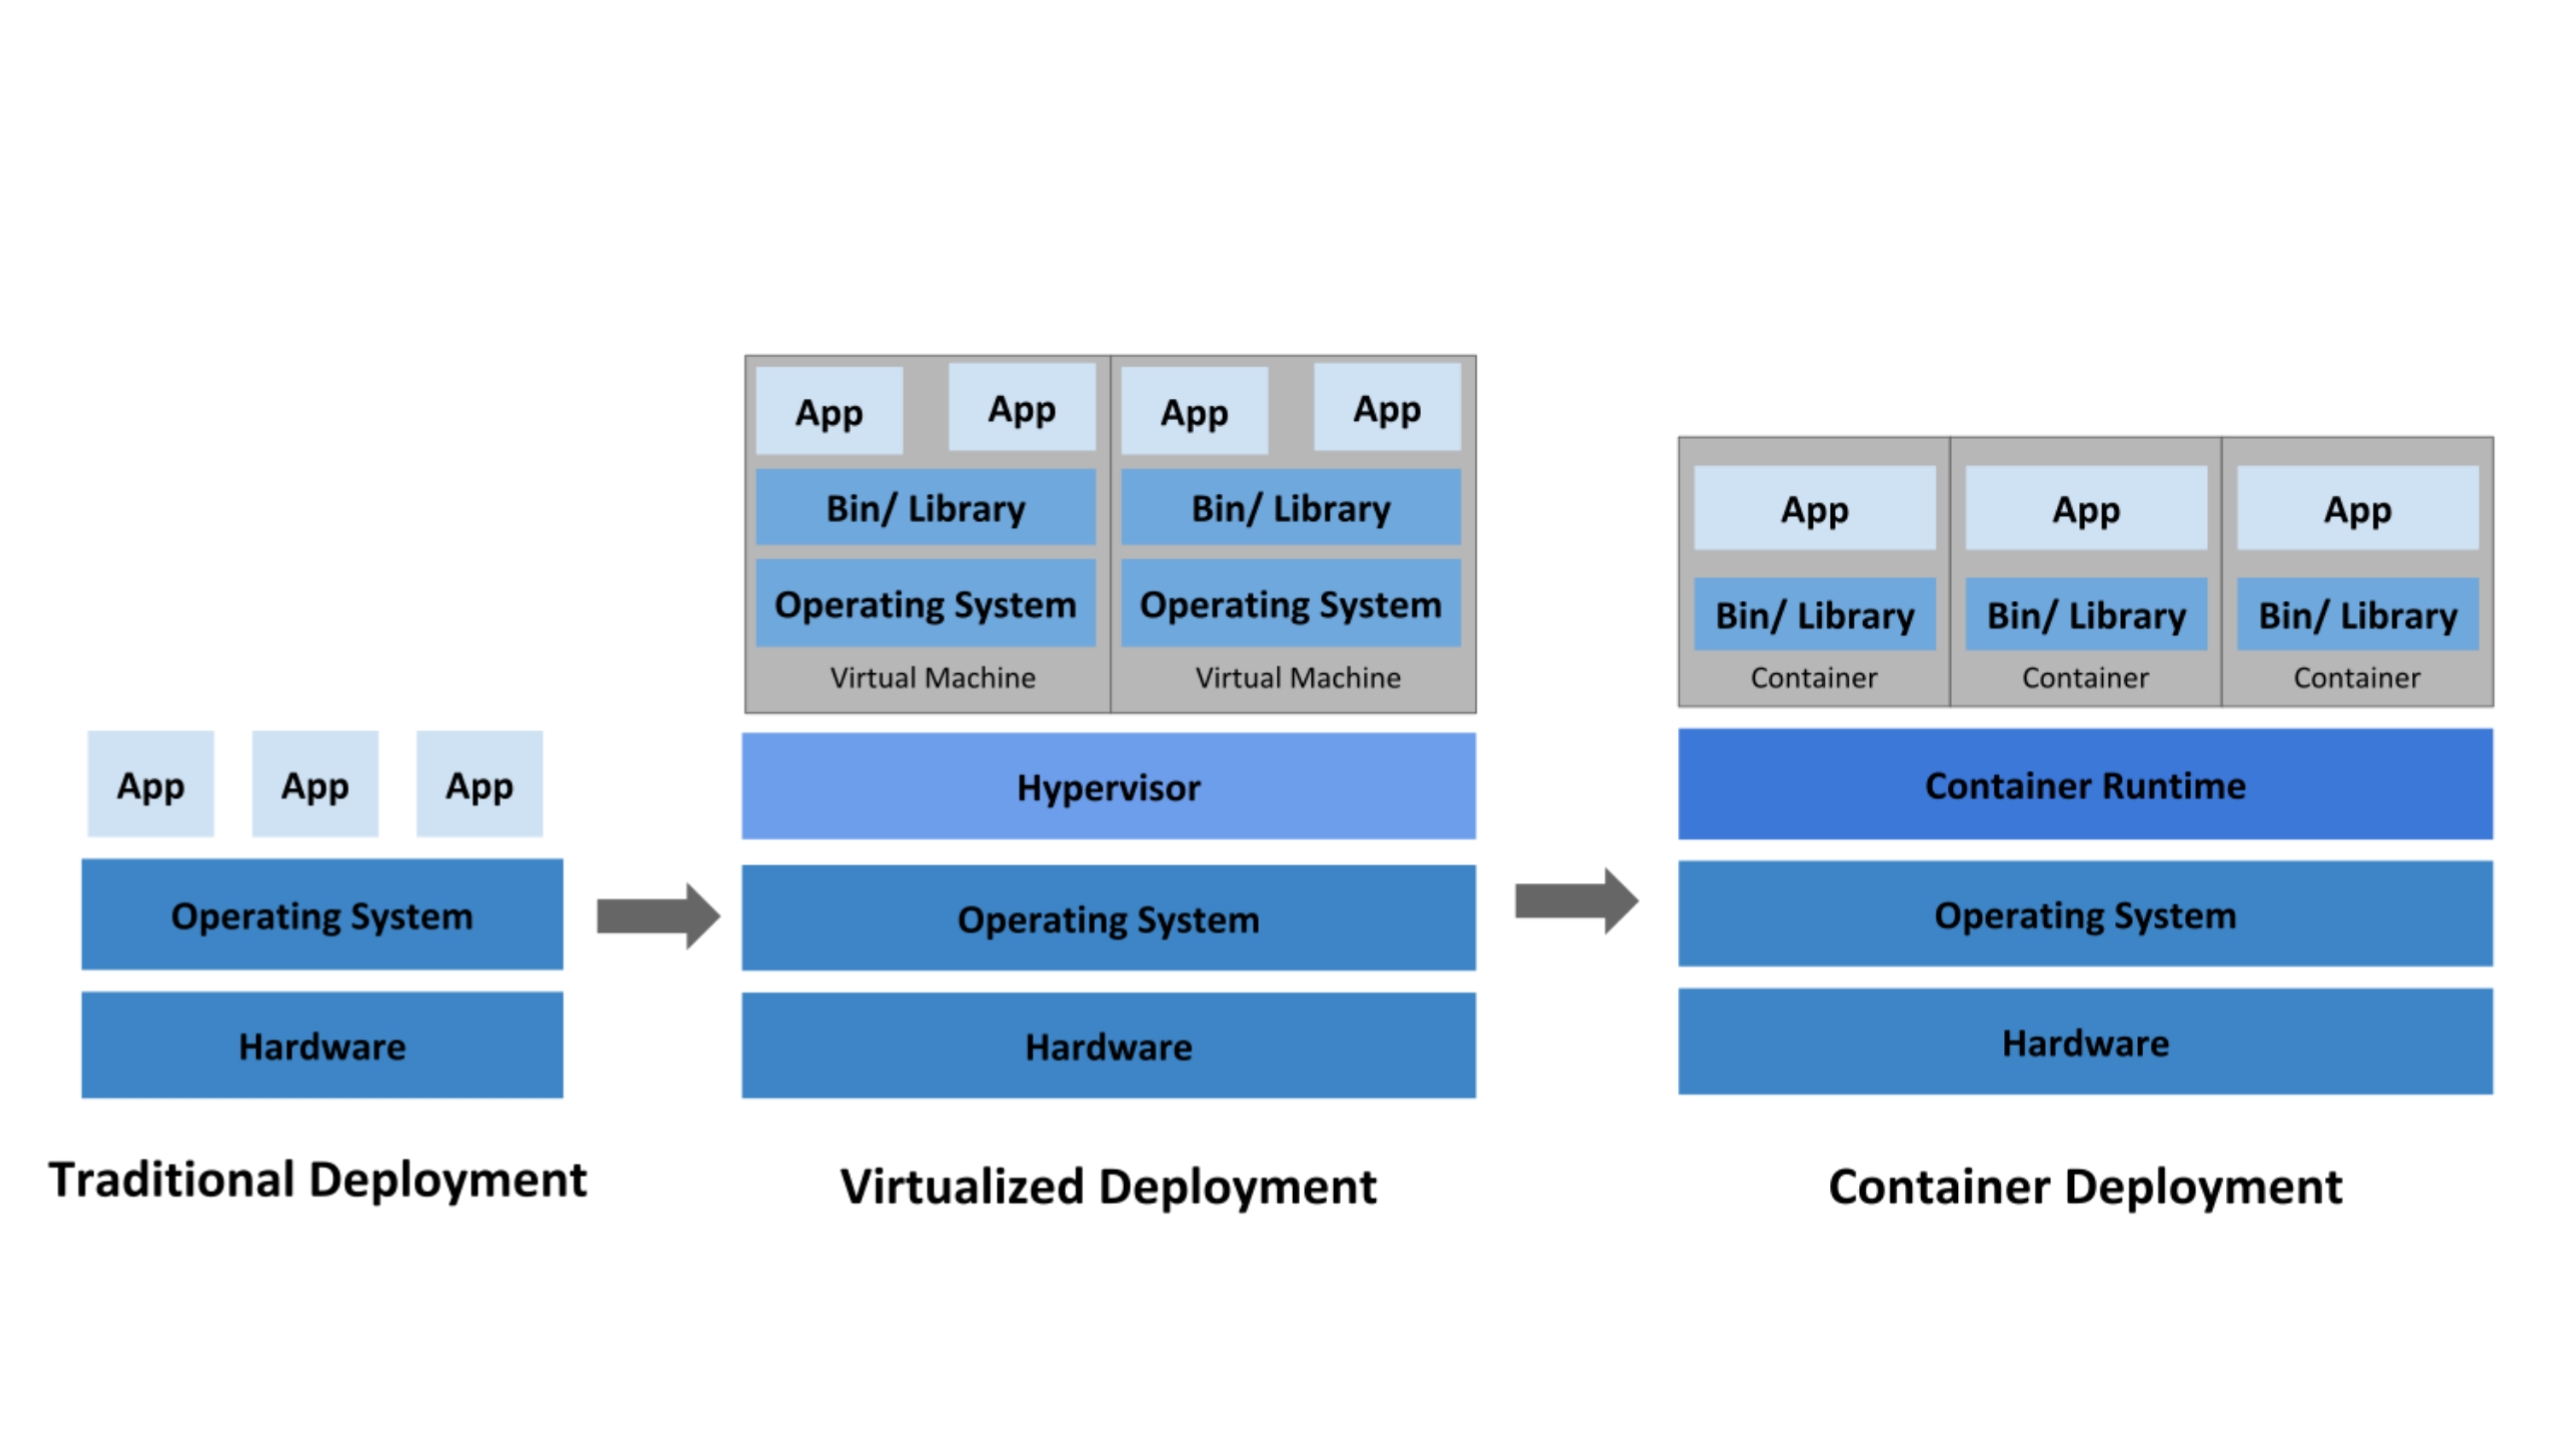 App App App
Operating System
Hardware
Traditional Deployment
App App App App
Bin/ Library Bin/ Library
Operating System Operating System
Virtual Machine Virtual Machine
Hypervisor
Operating System
Hardware
Virtualized Deployment
App App App
Bin/ Library Bin/ Library Bin/ Library
Container Container Container
Container Runtime
Operating System
Hardware
Container Deployment